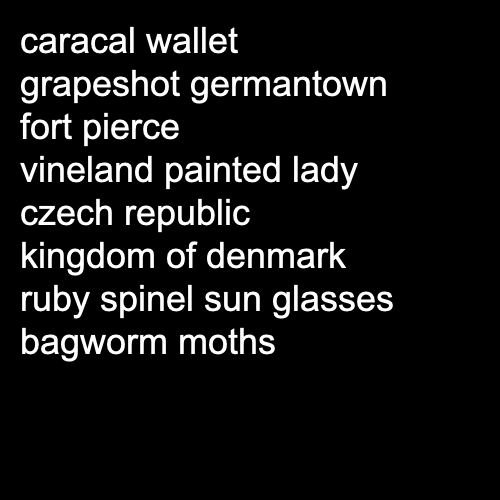 caracal wallet
grapeshot germantown
fort pierce
vineland painted lady
czech republic
kingdom of denmark
ruby spinel sun glasses
bagworm moths